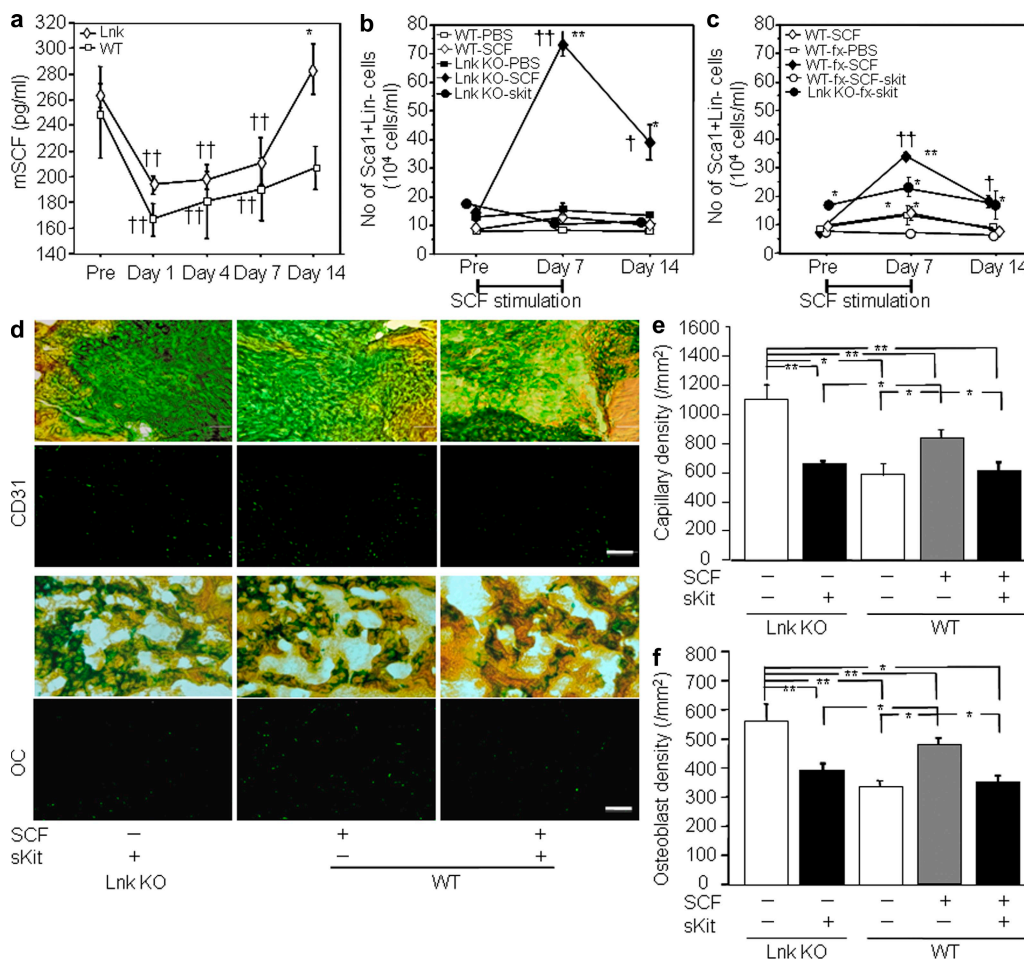 a
320
300
280
260
240
220
200
180
160
140
mSCF (pg/ml)
Lnk
WT
††
††
††
††
††
††
*
Pre Day 1 Day 4 Day 7 Day 14
b
80
70
60
50
40
30
20
10
0
No of Sca1+Lin- cells
(10⁴ cells/ml)
WT-PBS
WT-SCF
Lnk KO-PBS
Lnk KO-SCF
Lnk KO-skit
†† **
† *
Pre Day 7 Day 14
SCF stimulation
c
80
70
60
50
40
30
20
10
0
No of Sca1+Lin- cells
(10⁴ cells/ml)
WT-SCF
WT-fx-PBS
WT-fx-SCF
WT-fx-SCF-skit
Lnk KO-fx-skit
††
**
*
*
* *
†
*
Pre Day 7 Day 14
SCF stimulation
d
CD31
OC
SCF − + +
sKit + − +
Lnk KO WT
e
1600
1400
1200
1000
800
600
400
200
0
Capillary density (/mm²)
**
**
*
**
*
* *
SCF − − − + +
sKit − + − − +
Lnk KO WT
f
800
700
600
500
400
300
200
100
0
Osteoblast density (/mm²)
*
**
**
**
*
* *
SCF − − − + +
sKit − + − − +
Lnk KO WT